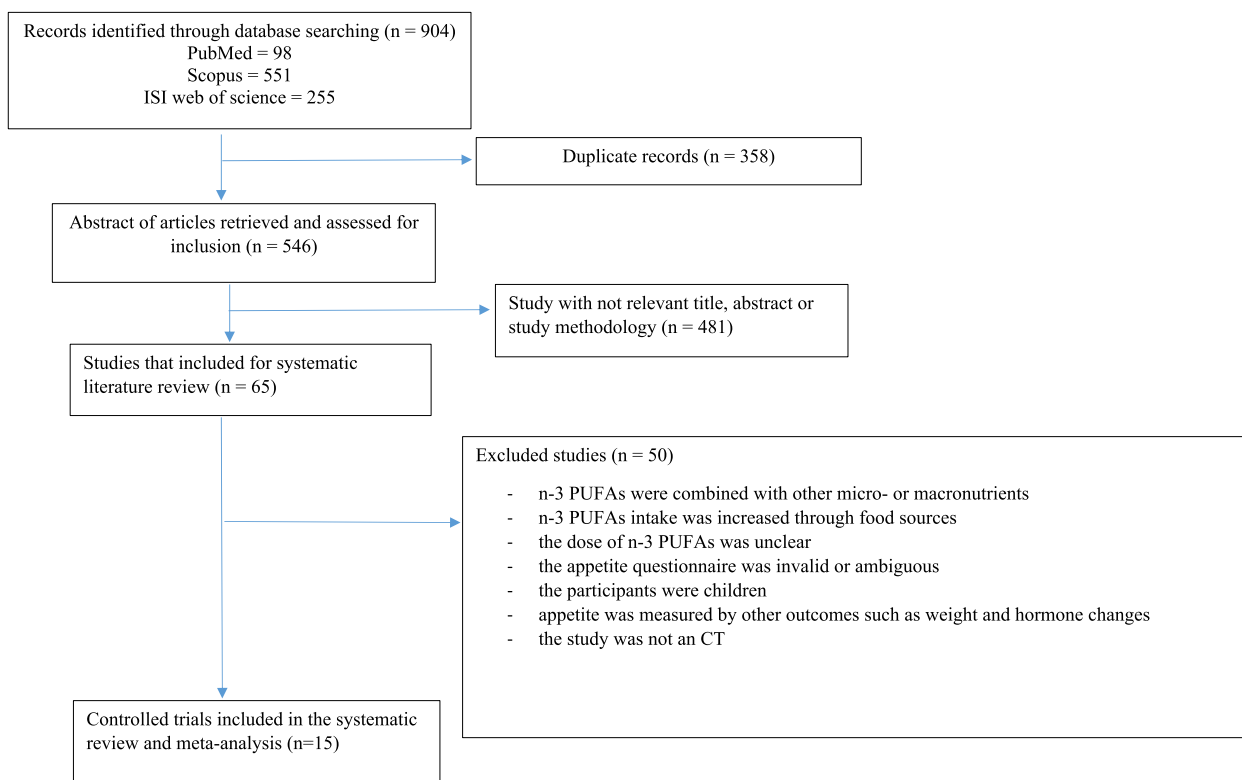 Records identified through database searching (n = 904)
PubMed = 98
Scopus = 551
ISI web of science = 255
Duplicate records (n = 358)
Abstract of articles retrieved and assessed for
inclusion (n = 546)
Study with not relevant title, abstract or
study methodology (n = 481)
Studies that included for systematic
literature review (n = 65)
Excluded studies (n = 50)
- n-3 PUFAs were combined with other micro- or macronutrients
- n-3 PUFAs intake was increased through food sources
- the dose of n-3 PUFAs was unclear
- the appetite questionnaire was invalid or ambiguous
- the participants were children
- appetite was measured by other outcomes such as weight and hormone changes
- the study was not an CT
Controlled trials included in the systematic
review and meta-analysis (n=15)